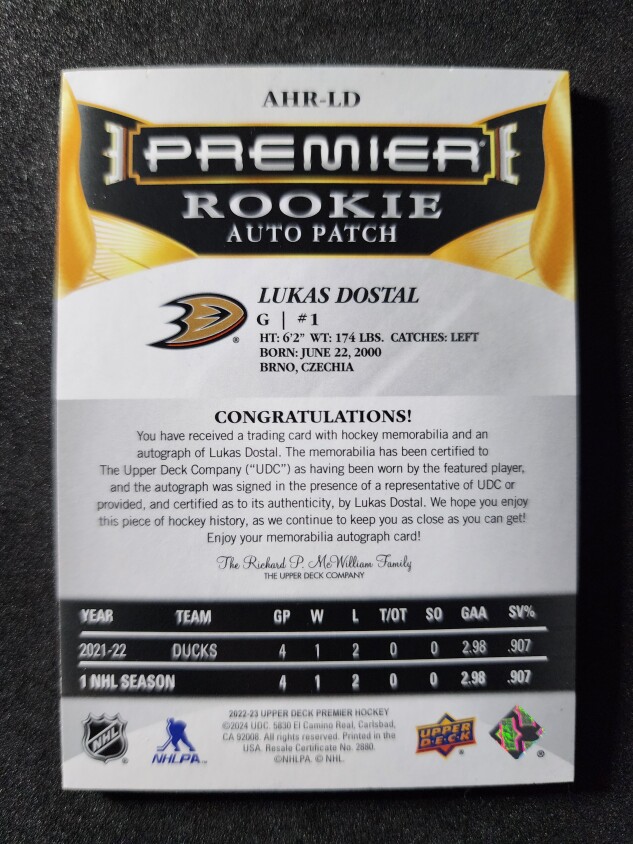 AHR-LD
PREMIER
ROOKIE
AUTO PATCH
LUKAS DOSTAL
G | #1
HT: 6'2" WT: 174 LBS. CATCHES: LEFT
BORN: JUNE 22, 2000
BRNO, CZECHIA
CONGRATULATIONS!
You have received a trading card with hockey memorabilia and an
autograph of Lukas Dostal. The memorabilia has been certified to
The Upper Deck Company ("UDC") as having been worn by the featured player,
and the autograph was signed in the presence of a representative of UDC or
provided, and certified as to its authenticity, by Lukas Dostal. We hope you enjoy
this piece of hockey history, as we continue to keep you as close as you can get!
Enjoy your memorabilia autograph card!
The Richard P. McWilliam Family
THE UPPER DECK COMPANY
YEAR TEAM GP W L T/OT SO GAA SV%
2021-22 DUCKS 4 1 2 0 0 2.98 .907
1 NHL SEASON 4 1 2 0 0 2.98 .907
2022-23 UPPER DECK PREMIER HOCKEY
©2024 UDC. 5830 El Camino Real, Carlsbad,
CA 92008. All rights reserved. Printed in the
USA. Resale Certificate No. 2880.
©NHLPA. © NHL.
NHL
NHLPA
UPPER
DECK